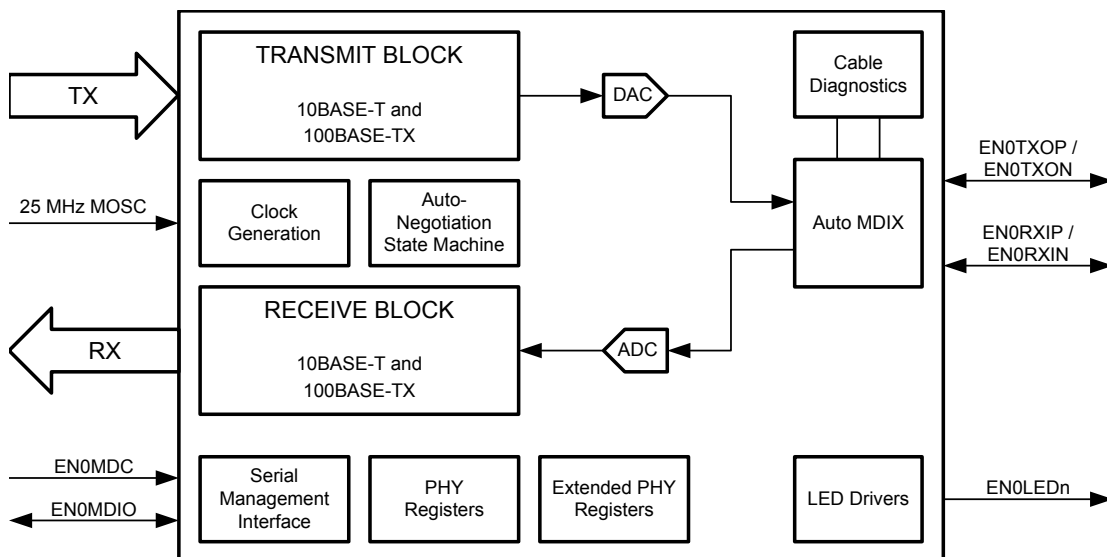 TRANSMIT BLOCK
10BASE-T and
100BASE-TX
TX
DAC
Cable
Diagnostics
EN0TXOP /
EN0TXON
25 MHz MOSC
Clock
Generation
Auto-
Negotiation
State Machine
Auto MDIX
EN0RXIP /
EN0RXIN
RECEIVE BLOCK
10BASE-T and
100BASE-TX
RX
ADC
EN0MDC
EN0MDIO
Serial
Management
Interface
PHY
Registers
Extended PHY
Registers
LED Drivers
EN0LEDn